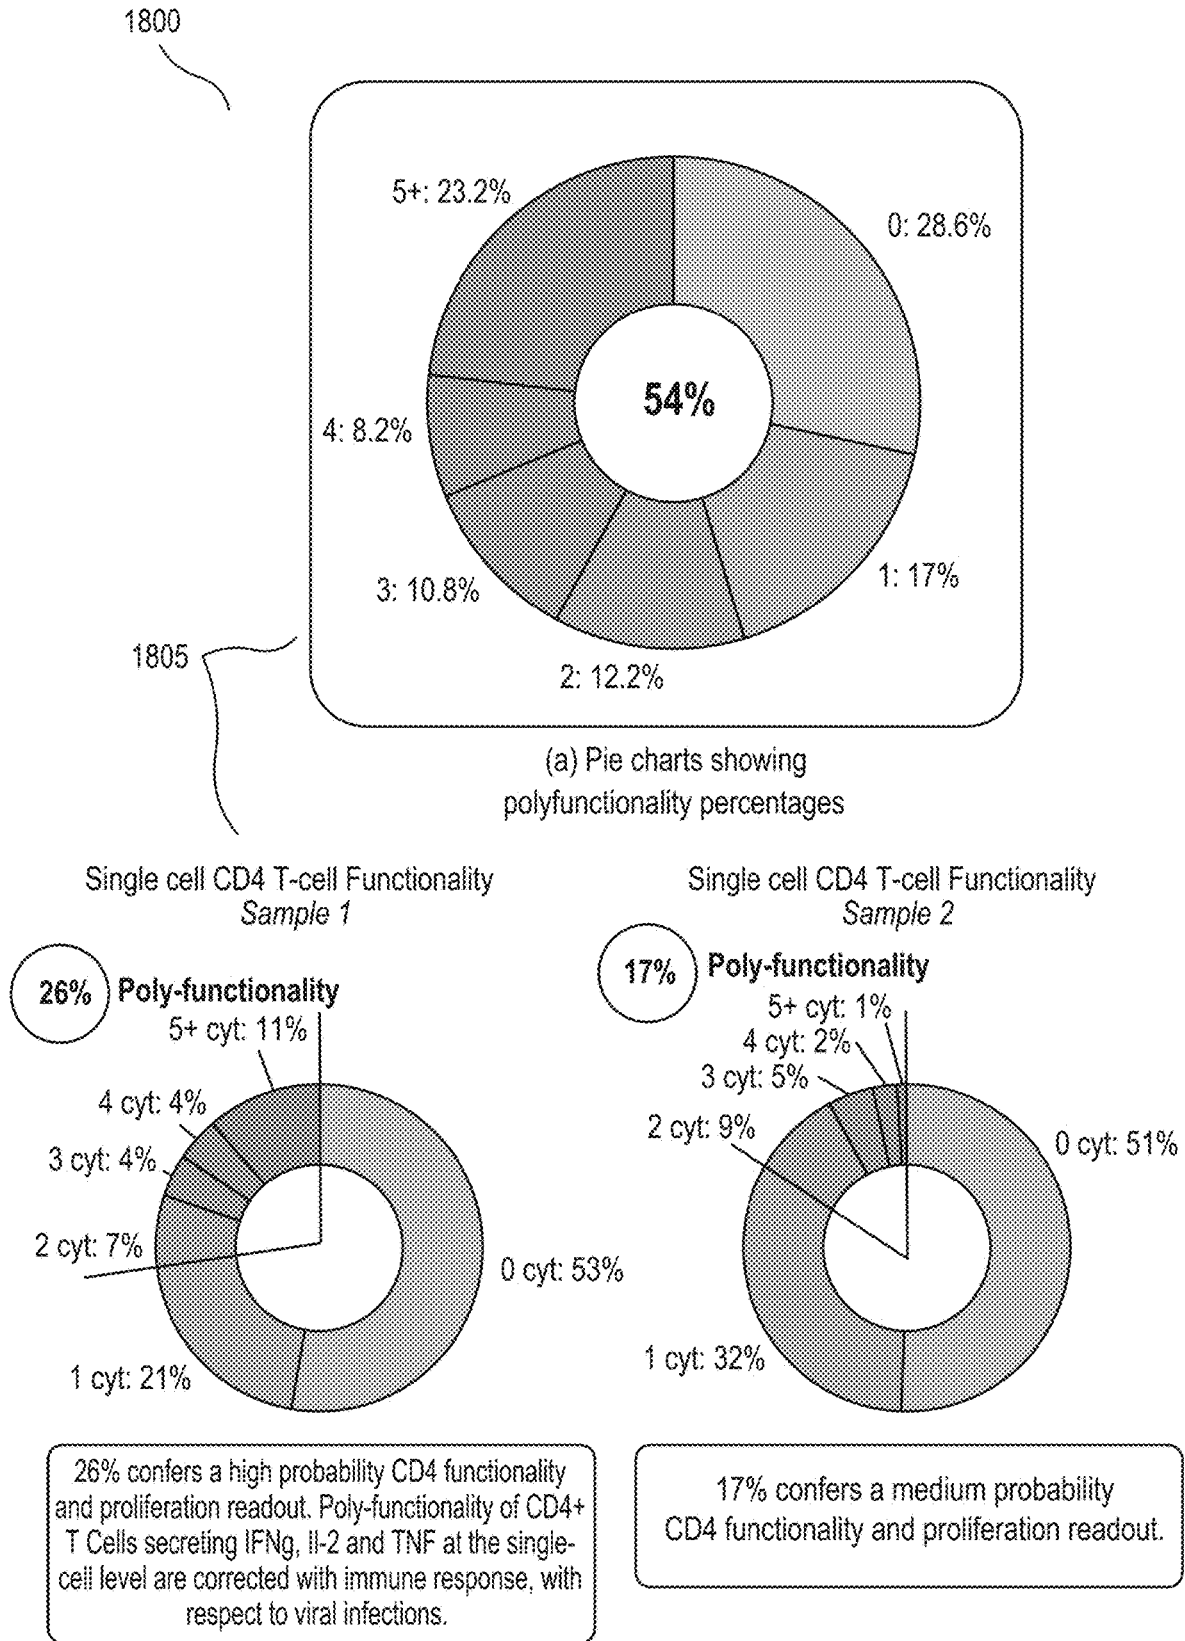 1800
5+: 23.2%
0: 28.6%
54%
4: 8.2%
3: 10.8%
1: 17%
2: 12.2%
1805
(a) Pie charts showing
polyfunctionality percentages
Single cell CD4 T-cell Functionality
Sample 1
26%
Poly-functionality
5+ cyt: 11%
4 cyt: 4%
3 cyt: 4%
2 cyt: 7%
0 cyt: 53%
1 cyt: 21%
26% confers a high probability CD4 functionality
and proliferation readout. Poly-functionality of CD4+
T Cells secreting IFNg, Il-2 and TNF at the single-
cell level are corrected with immune response, with
respect to viral infections.
Single cell CD4 T-cell Functionality
Sample 2
17%
Poly-functionality
5+ cyt: 1%
4 cyt: 2%
3 cyt: 5%
2 cyt: 9%
0 cyt: 51%
1 cyt: 32%
17% confers a medium probability
CD4 functionality and proliferation readout.